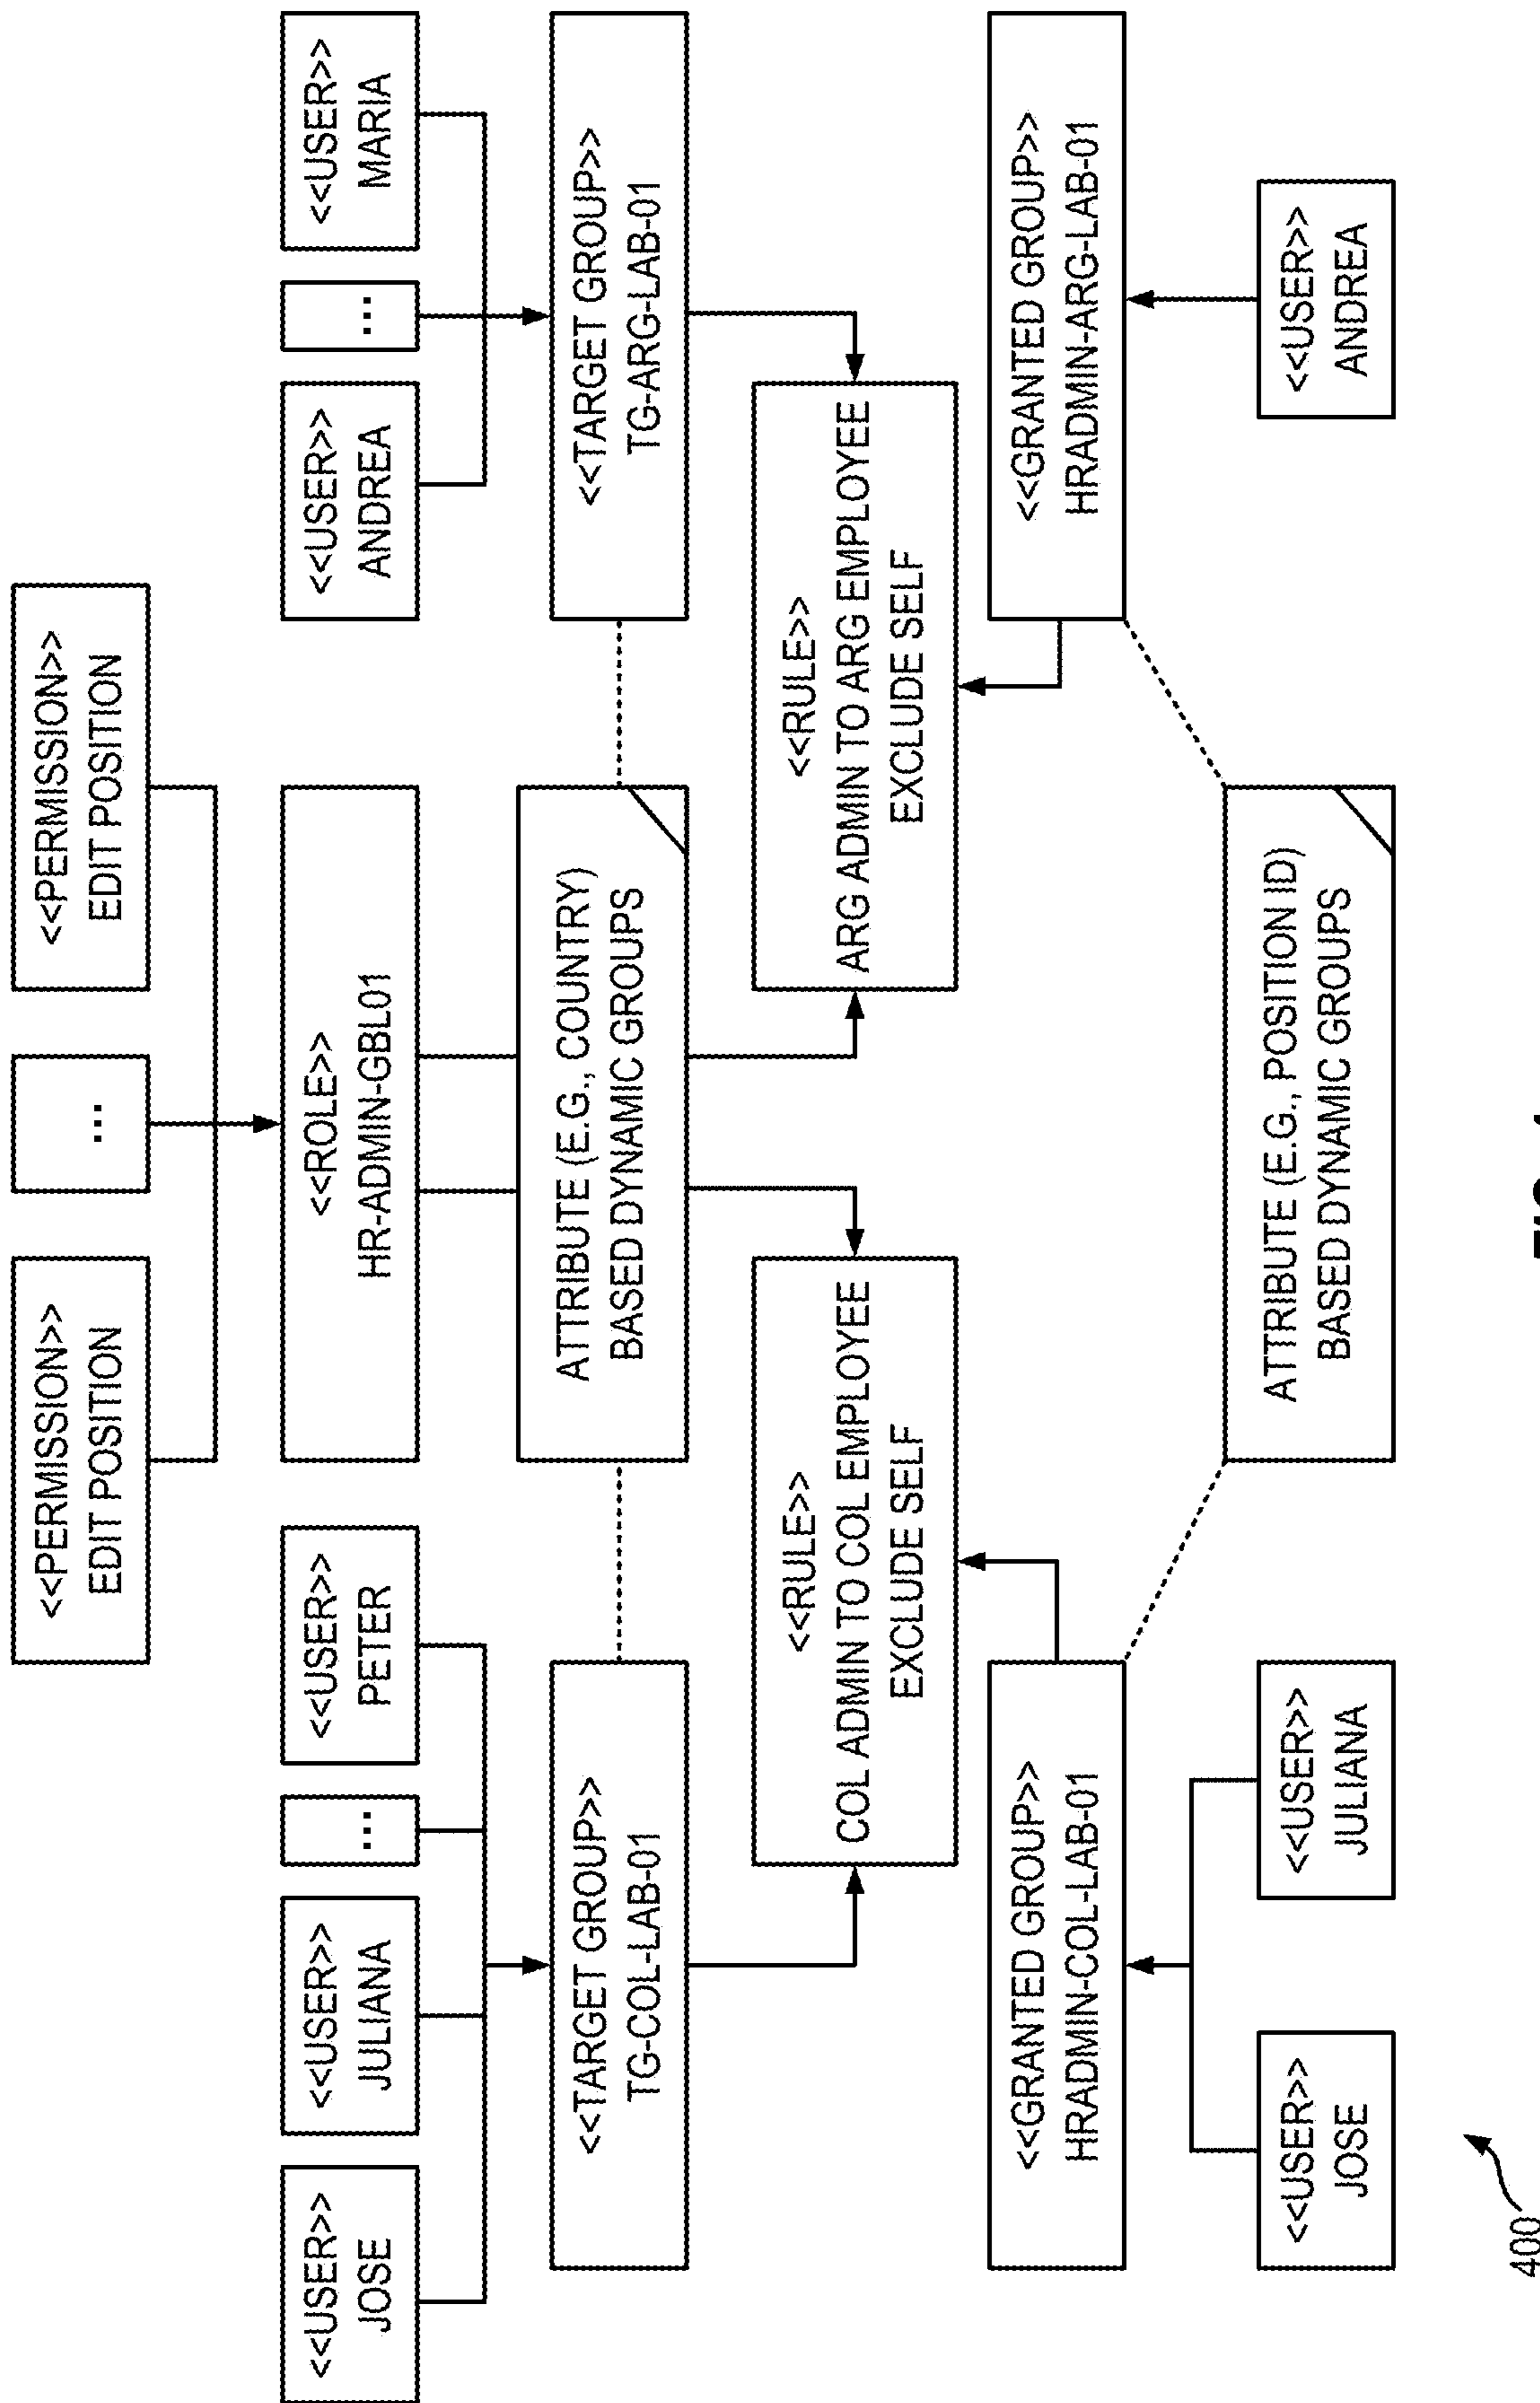 <<PERMISSION>>
EDIT POSITION
...
<<PERMISSION>>
EDIT POSITION
<<USER>>
JOSE
<<USER>>
JULIANA
...
<<USER>>
PETER
<<ROLE>>
HR-ADMIN-GBL01
<<USER>>
ANDREA
...
<<USER>>
MARIA
<<TARGET GROUP>>
TG-COL-LAB-01
ATTRIBUTE (E.G., COUNTRY)
BASED DYNAMIC GROUPS
<<TARGET GROUP>>
TG-ARG-LAB-01
<<RULE>>
COL ADMIN TO COL EMPLOYEE
EXCLUDE SELF
<<RULE>>
ARG ADMIN TO ARG EMPLOYEE
EXCLUDE SELF
<<GRANTED GROUP>>
HRADMIN-COL-LAB-01
<<GRANTED GROUP>>
HRADMIN-ARG-LAB-01
<<USER>>
JOSE
<<USER>>
JULIANA
ATTRIBUTE (E.G., POSITION ID)
BASED DYNAMIC GROUPS
<<USER>>
ANDREA
400